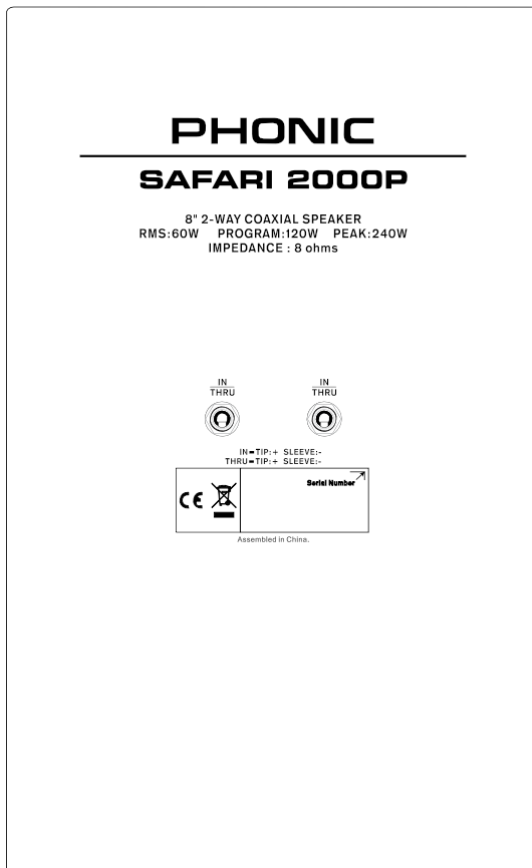 PHONIC
SAFARI 2000P
8" 2-WAY COAXIAL SPEAKER
RMS:60W PROGRAM:120W PEAK:240W
IMPEDANCE : 8 ohms
IN IN
THRU THRU
IN=TIP:+ SLEEVE:-
THRU=TIP:+ SLEEVE:-
CE
Serial Number
Assembled in China.